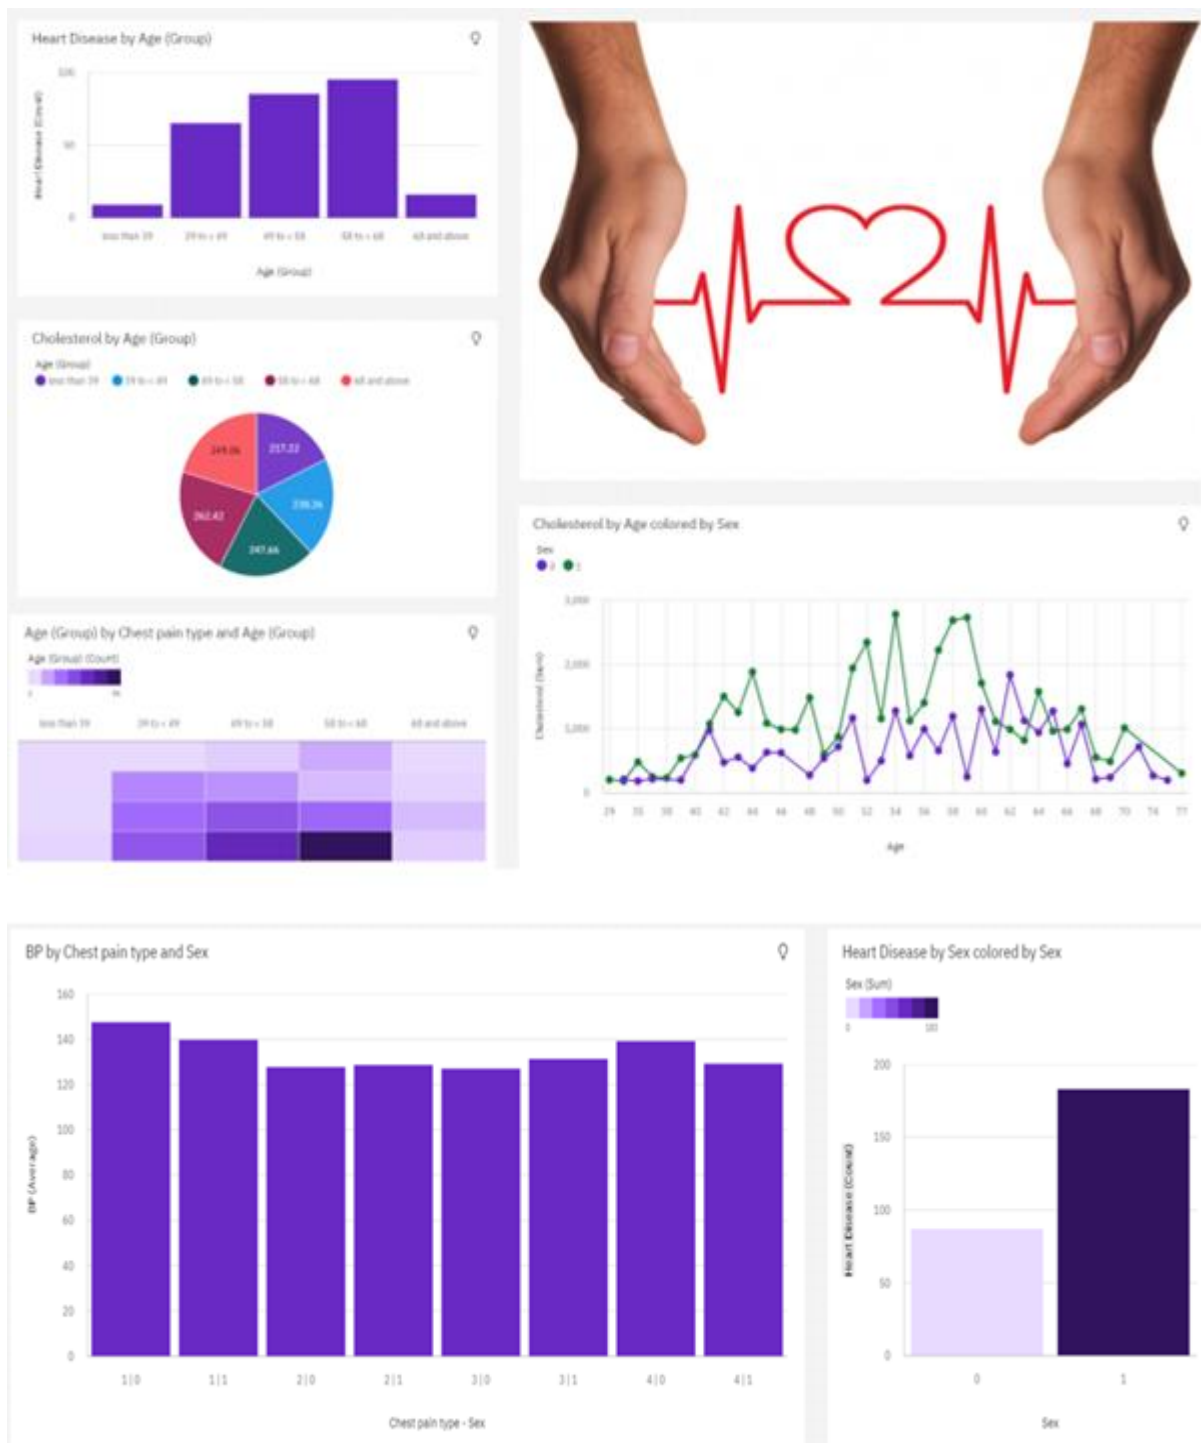 Heart Disease by Age (Group)
100
50
0
Heart Disease (Count)
less than 39 39 to < 49 49 to < 58 58 to < 68 68 and above
Age (Group)
Cholesterol by Age (Group)
Age (Group)
less than 39 39 to < 49 49 to < 58 58 to < 68 68 and above
249.06 217.22
262.42 230.26
247.66
Age (Group) by Chest pain type and Age (Group)
Age (Group) (Count)
less than 39 39 to < 49 49 to < 58 58 to < 68 68 and above
Cholesterol by Age colored by Sex
Sex
0 1
3,000
2,000
1,000
0
Cholesterol (Sum)
29 35 38 40 42 44 46 48 50 52 54 56 58 60 62 64 66 68 70 74 77
Age
BP by Chest pain type and Sex
160
140
120
100
80
60
40
20
0
BP (Average)
1|0 1|1 2|0 2|1 3|0 3|1 4|0 4|1
Chest pain type - Sex
Heart Disease by Sex colored by Sex
Sex (Sum)
0 183
200
150
100
50
0
Heart Disease (Count)
0 1
Sex